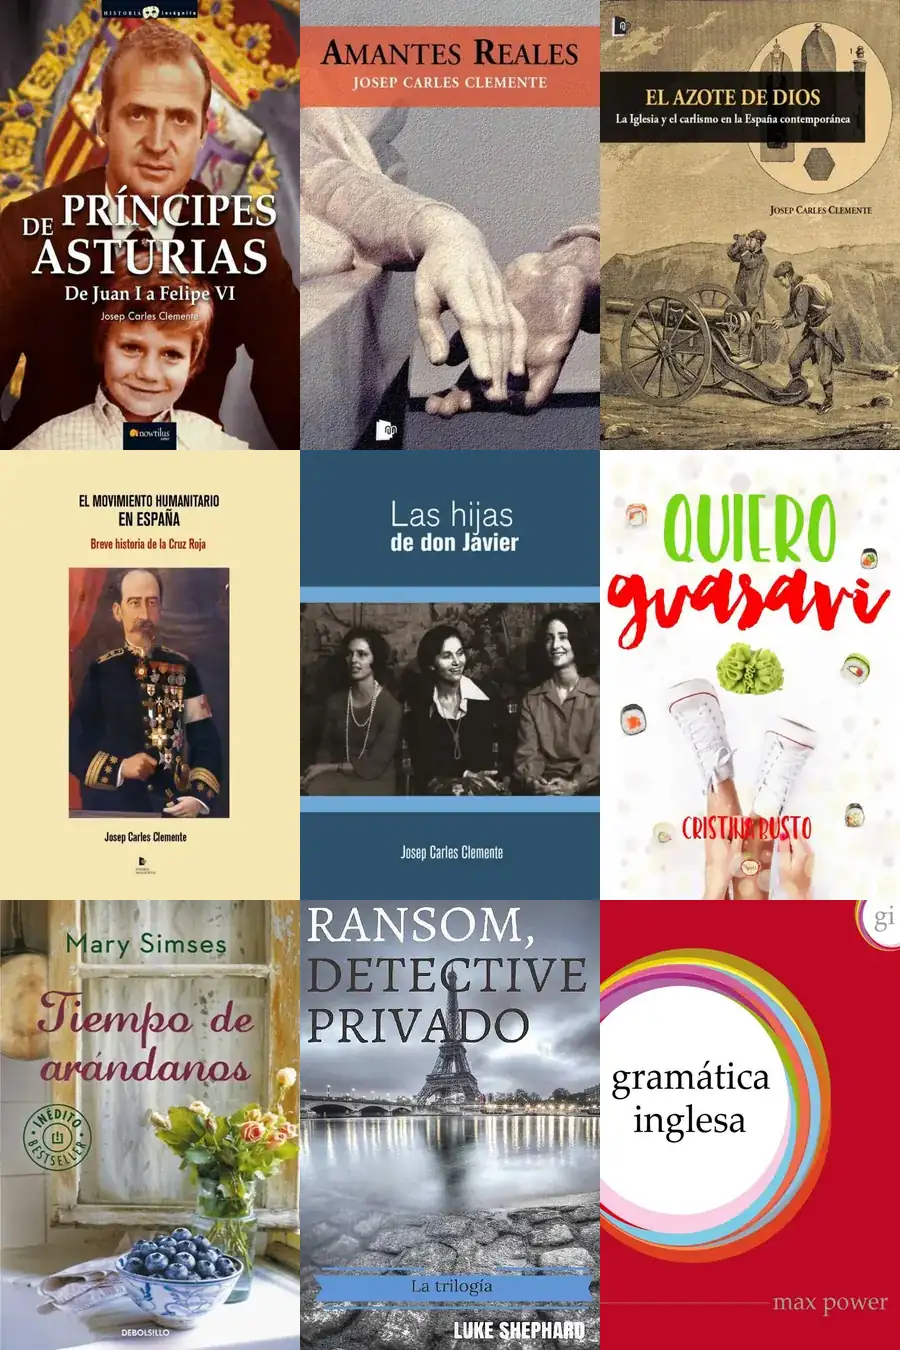 HISTORIA Incógnito
PRÍNCIPES
DE
ASTURIAS
De Juan I a Felipe VI
Josep Carles Clemente
nowtilus
AMANTES REALES
JOSEP CARLES CLEMENTE
EL AZOTE DE DIOS
La Iglesia y el carlismo en la España contemporánea
JOSEP CARLES CLEMENTE
EL MOVIMIENTO HUMANITARIO
EN ESPAÑA
Breve historia de la Cruz Roja
Josep Carles Clemente
Las hijas
de don Javier
Josep Carles Clemente
QUIERO
guasavi
CRISTINA BUSTO
Mary Simses
Tiempo de
arándanos
INÉDITO
BESTSELLER
DEBOLSILLO
RANSOM,
DETECTIVE
PRIVADO
La trilogía
LUKE SHEPHARD
gi
gramática
inglesa
max power